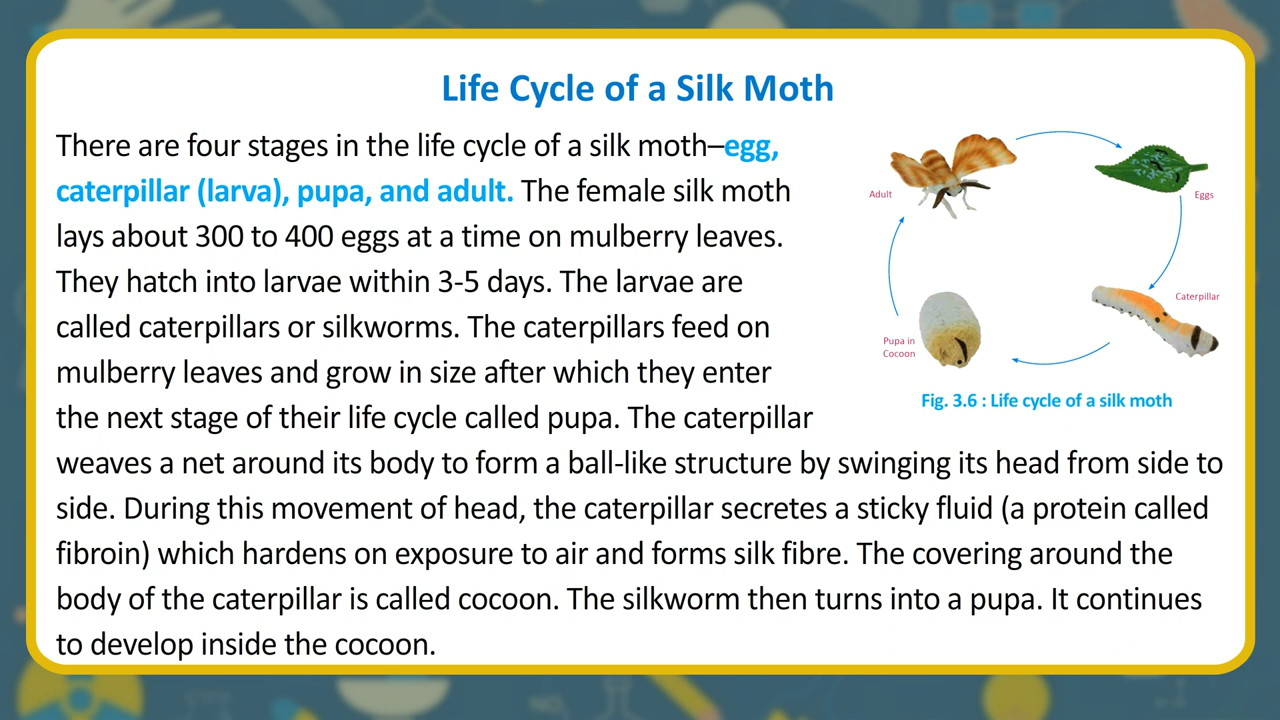 Life Cycle of a Silk Moth
There are four stages in the life cycle of a silk moth–egg,
caterpillar (larva), pupa, and adult. The female silk moth
lays about 300 to 400 eggs at a time on mulberry leaves.
They hatch into larvae within 3-5 days. The larvae are
called caterpillars or silkworms. The caterpillars feed on
mulberry leaves and grow in size after which they enter
the next stage of their life cycle called pupa. The caterpillar
weaves a net around its body to form a ball-like structure by swinging its head from side to
side. During this movement of head, the caterpillar secretes a sticky fluid (a protein called
fibroin) which hardens on exposure to air and forms silk fibre. The covering around the
body of the caterpillar is called cocoon. The silkworm then turns into a pupa. It continues
to develop inside the cocoon.
Adult
Eggs
Caterpillar
Pupa in
Cocoon
Fig. 3.6 : Life cycle of a silk moth